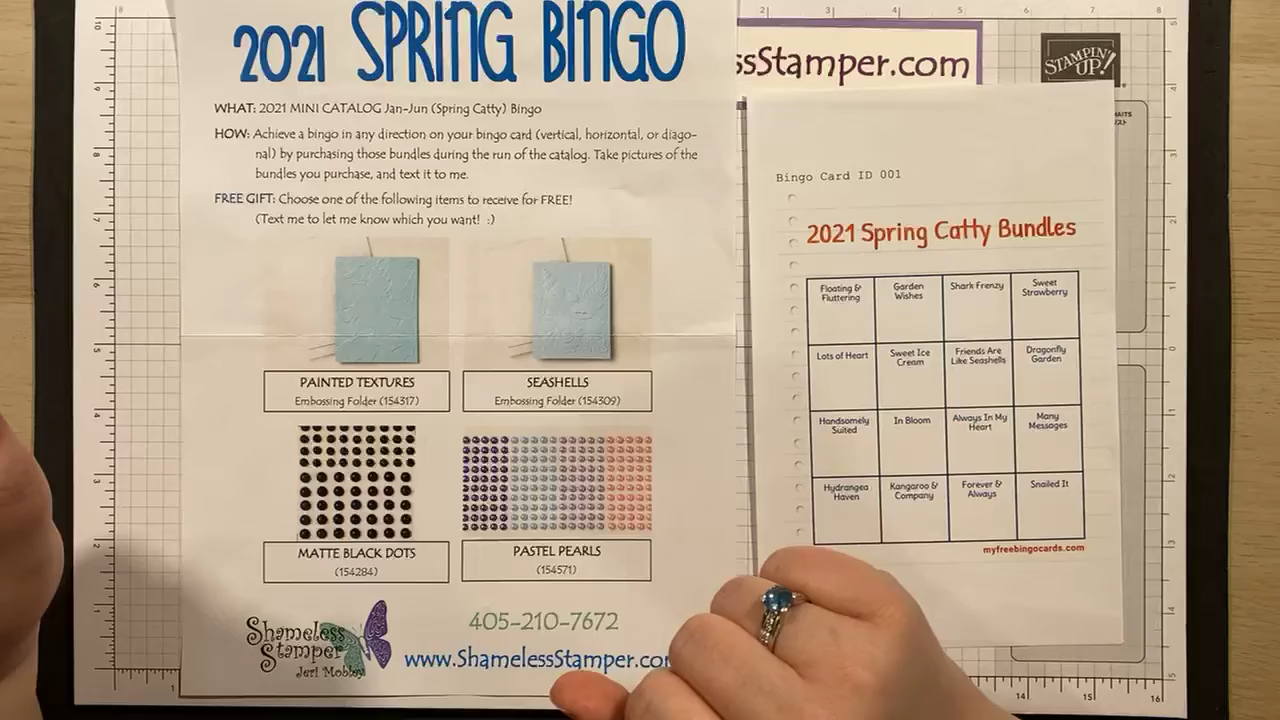 2021 SPRING BINGO
WHAT: 2021 MINI CATALOG Jan-Jun (Spring Catty) Bingo
HOW: Achieve a bingo in any direction on your bingo card (vertical, horizontal, or diago-
nal) by purchasing those bundles during the run of the catalog. Take pictures of the
bundles you purchase, and text it to me.
FREE GIFT: Choose one of the following items to receive for FREE!
(Text me to let me know which you want! :)
PAINTED TEXTURES
Embossing Folder (154317)
SEASHELLS
Embossing Folder (154309)
MATTE BLACK DOTS
(154284)
PASTEL PEARLS
(154571)
Shameless
Stamper
Jeri Mobley
405-210-7672
www.ShamelessStamper.co
ssStamper.com
STAMPIN'
UP!
Bingo Card ID 001
2021 Spring Catty Bundles
Floating &
Fluttering
Garden
Wishes
Shark Frenzy
Sweet
Strawberry
Lots of Heart
Sweet Ice
Cream
Friends Are
Like Seashells
Dragonfly
Garden
Handsomely
Suited
In Bloom
Always In My
Heart
Many
Messages
Hydrangea
Haven
Kangaroo &
Company
Forever &
Always
Snailed It
myfreebingocards.com